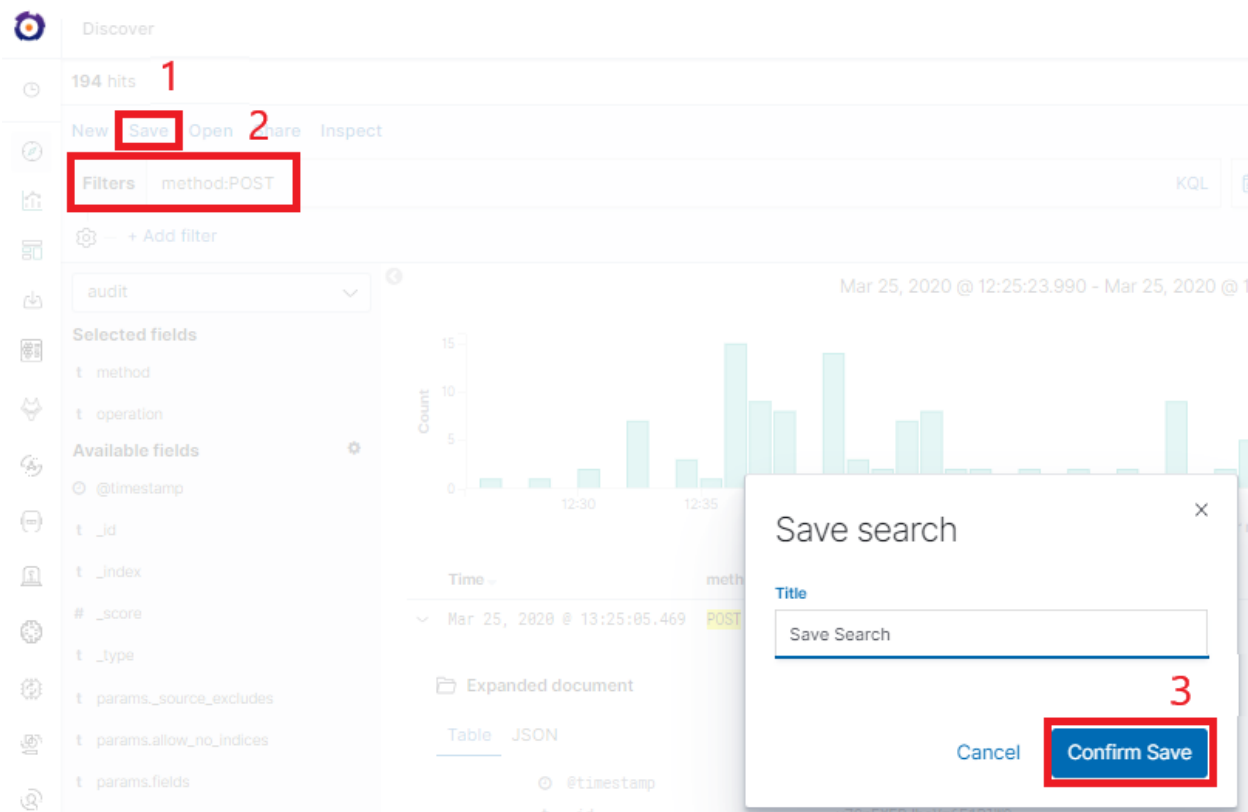 Discover
194 hits
1
New Save Open Share Inspect
2
Filters method:POST KQL
+ Add filter
audit
Mar 25, 2020 @ 12:25:23.990 - Mar 25, 2020 @ 1
Selected fields
t method
t operation
Available fields
@timestamp
t _id
t _index
# _score
t _type
t params._source_excludes
t params.allow_no_indices
t params.fields
Count
15
10
5
0
12:30 12:35
Time meth
Mar 25, 2020 @ 13:25:05.469 POST
Expanded document
Table JSON
@timestamp
Save search
Title
Save Search
3
Cancel Confirm Save